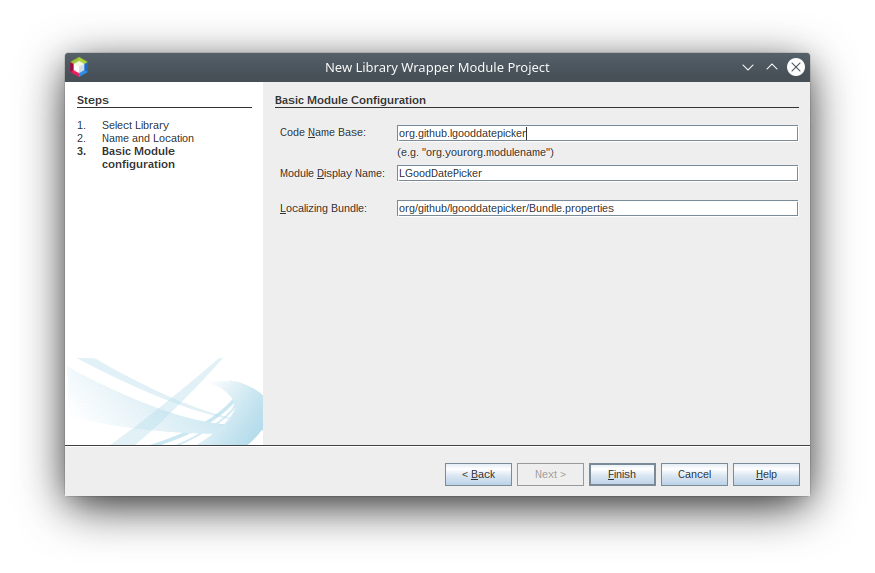 New Library Wrapper Module Project
Steps
1. Select Library
2. Name and Location
3. Basic Module
configuration
Basic Module Configuration
Code Name Base: org.github.lgooddatepicker
(e.g. "org.yourorg.modulename")
Module Display Name: LGoodDatePicker
Localizing Bundle: org/github/lgooddatepicker/Bundle.properties
< Back Next > Finish Cancel Help